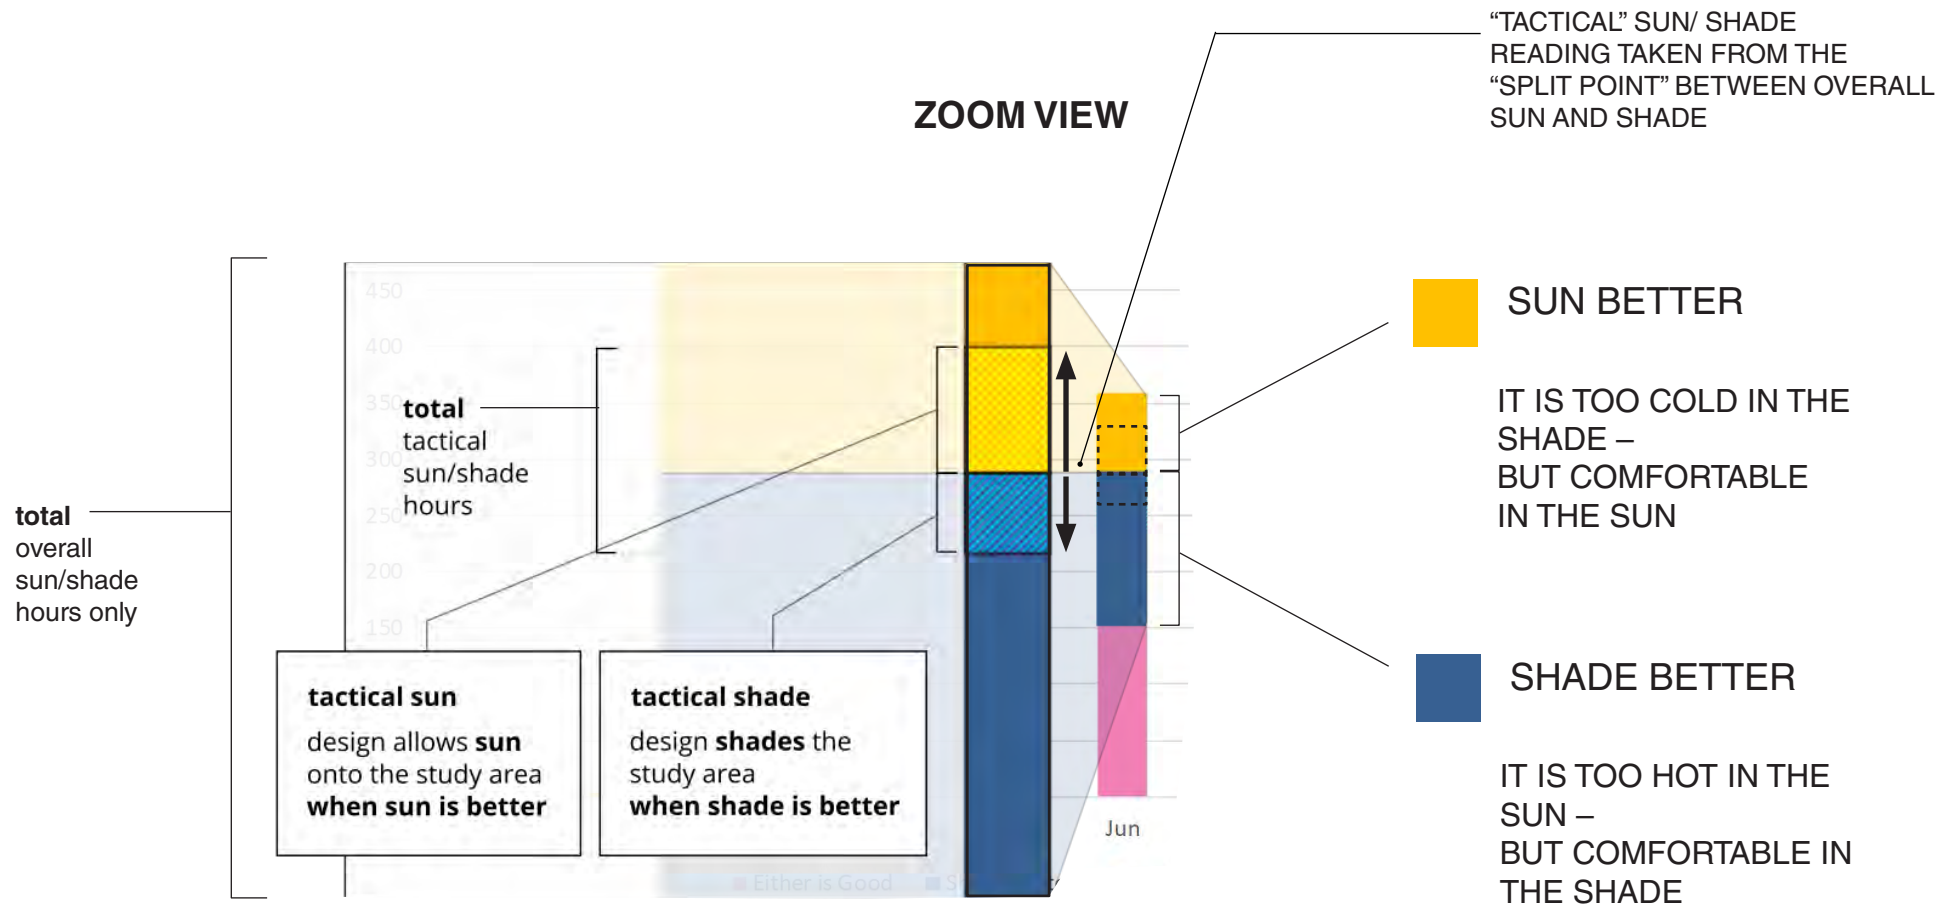 “TACTICAL” SUN/ SHADE
READING TAKEN FROM THE
“SPLIT POINT” BETWEEN OVERALL
SUN AND SHADE
ZOOM VIEW
450
400
350
300
250
200
150
total
tactical
sun/shade
hours
total
overall
sun/shade
hours only
tactical sun
design allows sun
onto the study area
when sun is better
tactical shade
design shades the
study area
when shade is better
Jun
Either is Good
SUN BETTER
IT IS TOO COLD IN THE
SHADE –
BUT COMFORTABLE
IN THE SUN
SHADE BETTER
IT IS TOO HOT IN THE
SUN –
BUT COMFORTABLE IN
THE SHADE